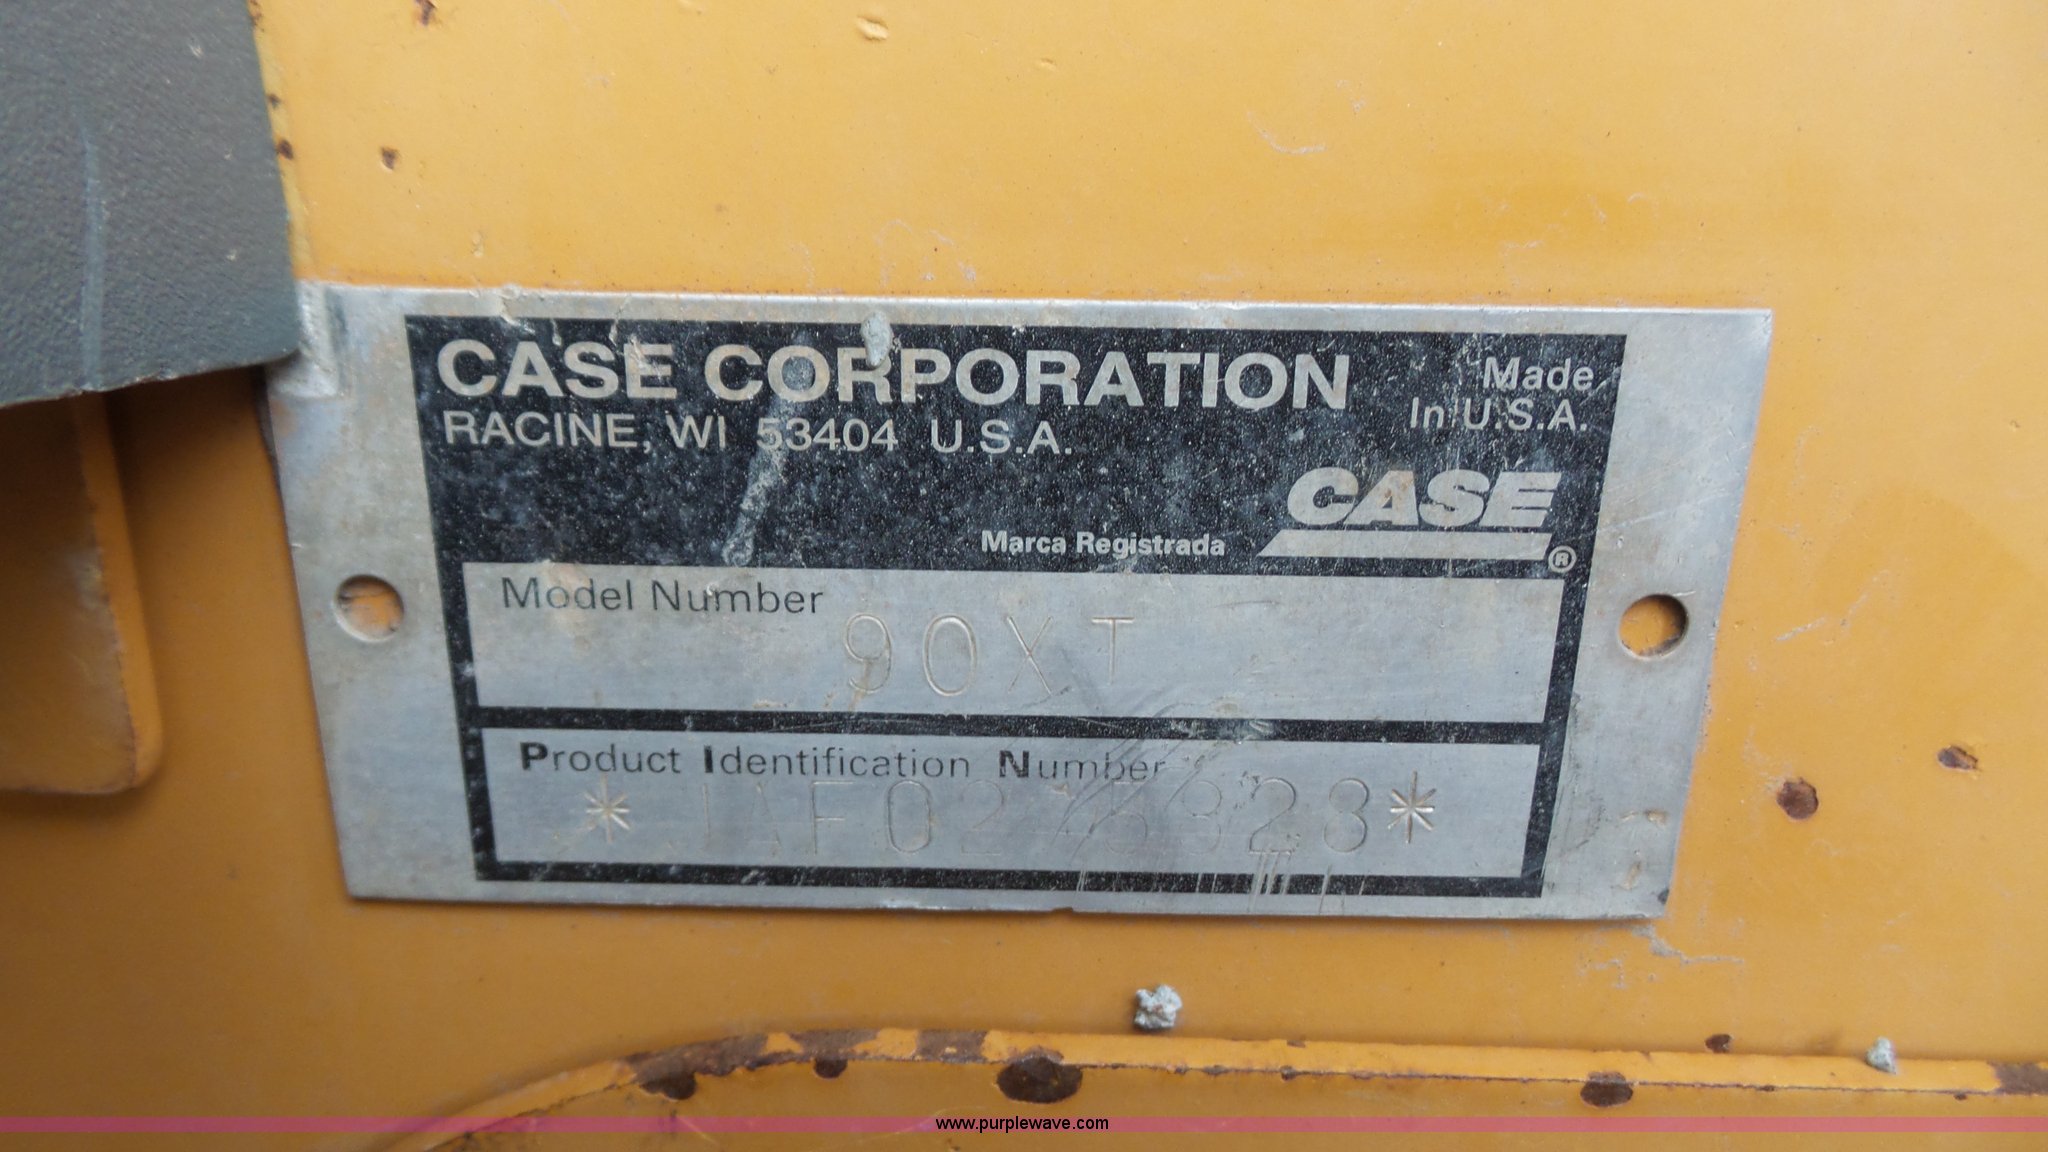 CASE CORPORATION
RACINE, WI 53404 U.S.A.
Made
In U.S.A.
CASE
Marca Registrada
®
Model Number
90XT
Product Identification Number
www.purplewave.com